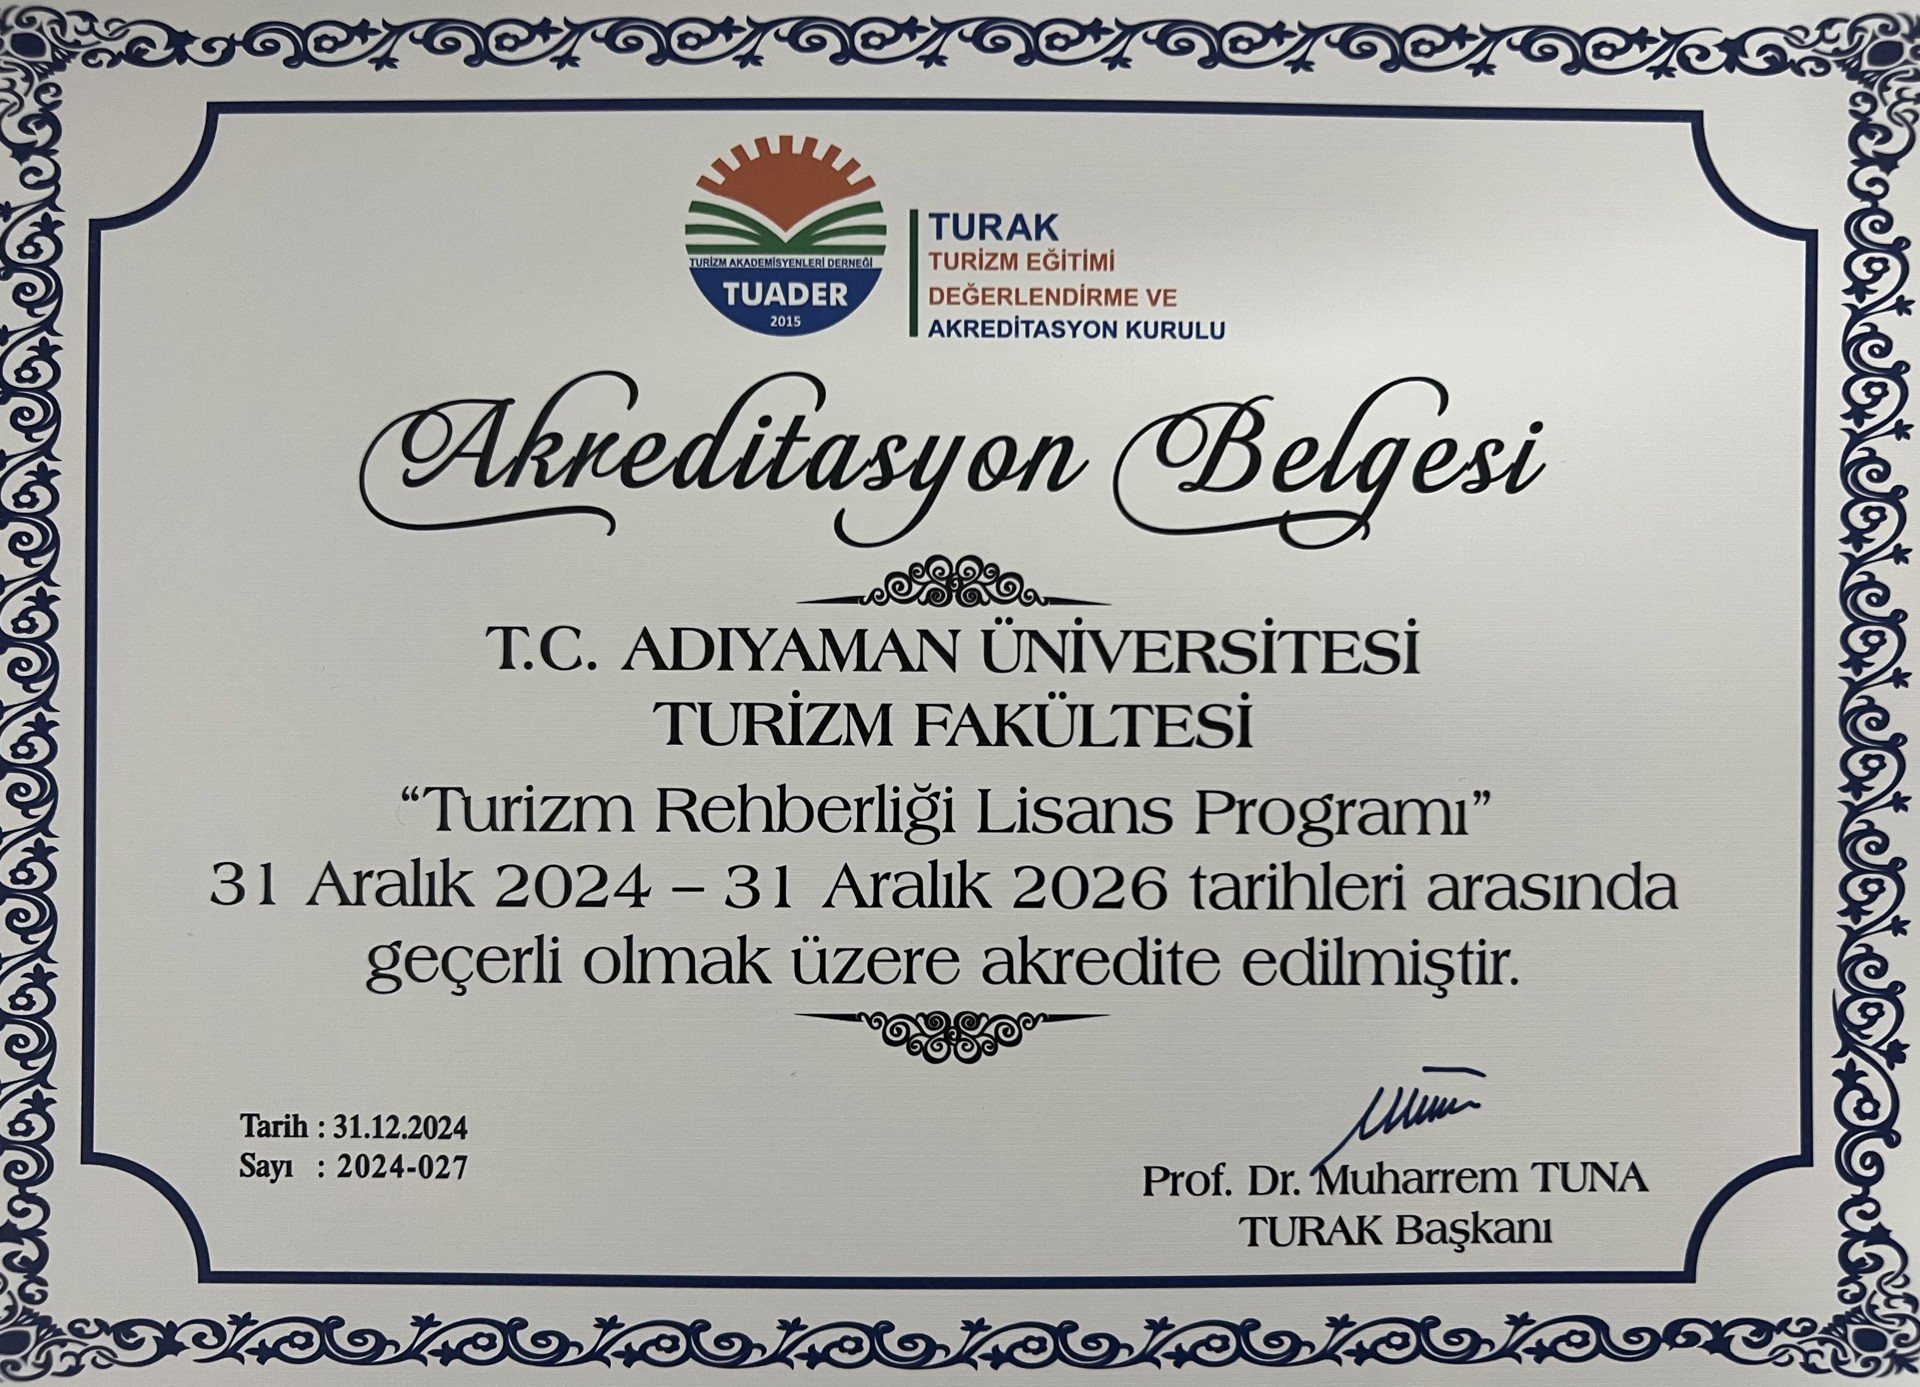 TURİZM AKADEMİSYENLERİ DERNEĞİ
TUADER
2015
TURAK
TURİZM EĞİTİMİ
DEĞERLENDİRME VE
AKREDİTASYON KURULU
Akreditasyon Belgesi
T.C. ADIYAMAN ÜNİVERSİTESİ
TURİZM FAKÜLTESİ
“Turizm Rehberliği Lisans Programı”
31 Aralık 2024 – 31 Aralık 2026 tarihleri arasında
geçerli olmak üzere akredite edilmiştir.
Tarih : 31.12.2024
Sayı : 2024-027
Prof. Dr. Muharrem TUNA
TURAK Başkanı